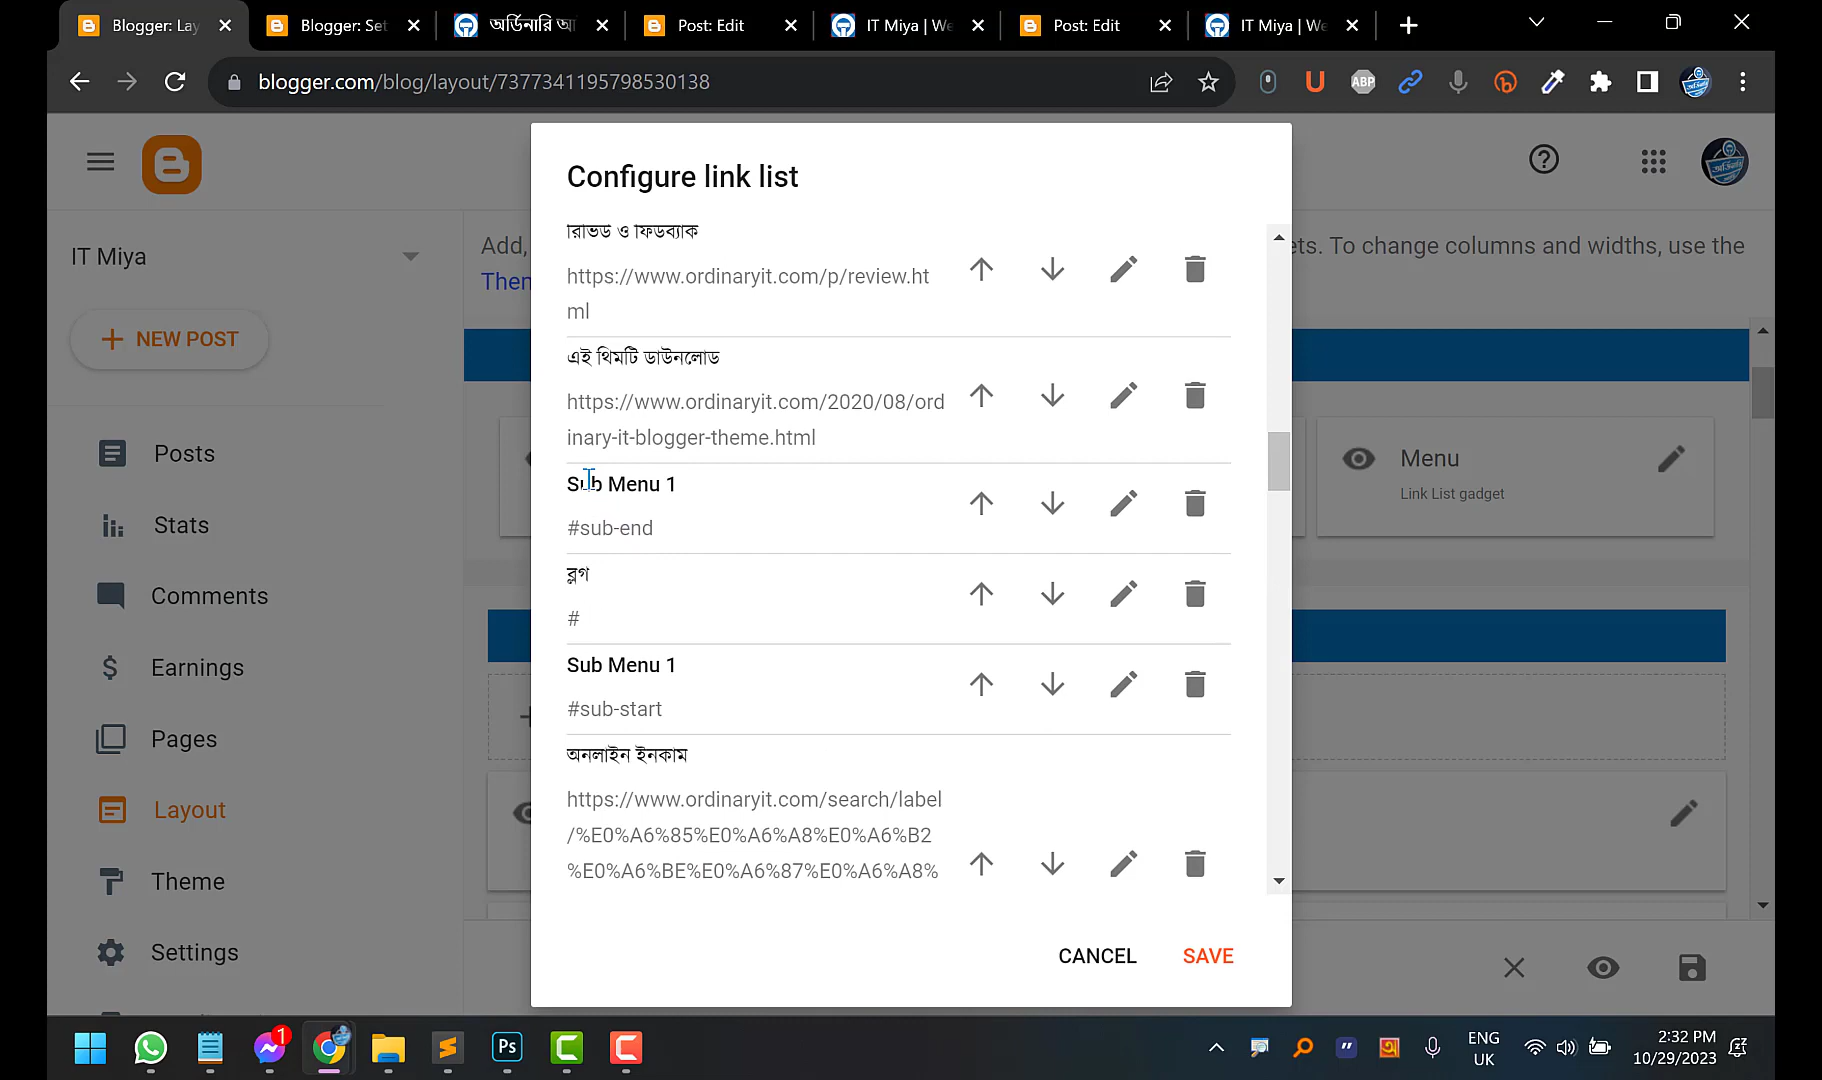 Blogger: Lay
Blogger: Set
অর্ডিনারি আ
Post: Edit
IT Miya | We
Post: Edit
IT Miya | We
blogger.com/blog/layout/7377341195798530138
ABP
Configure link list
রিভিউ ও ফিডব্যাক
https://www.ordinaryit.com/p/review.ht
ml
এই থিমটি ডাউনলোড
https://www.ordinaryit.com/2020/08/ord
inary-it-blogger-theme.html
Sub Menu 1
#sub-end
ব্লগ
#
Sub Menu 1
#sub-start
অনলাইন ইনকাম
https://www.ordinaryit.com/search/label
/%E0%A6%85%E0%A6%A8%E0%A6%B2
%E0%A6%BE%E0%A6%87%E0%A6%A8%
CANCEL
SAVE
IT Miya
NEW POST
Posts
Stats
Comments
Earnings
Pages
Layout
Theme
Settings
Add,
ets. To change columns and widths, use the
Them
Menu
Link List gadget
1
Ps
ENG
UK
2:32 PM
10/29/2023